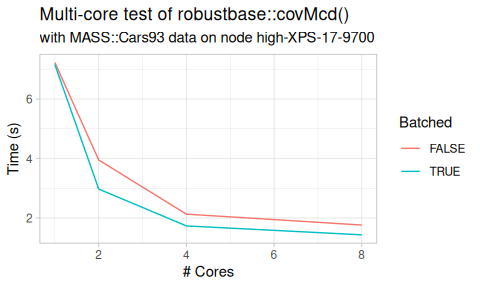 Multi-core test of robustbase::covMcd()
with MASS::Cars93 data on node high-XPS-17-9700
6
4
2
Time (s)
2
4
6
8
# Cores
Batched
FALSE
TRUE